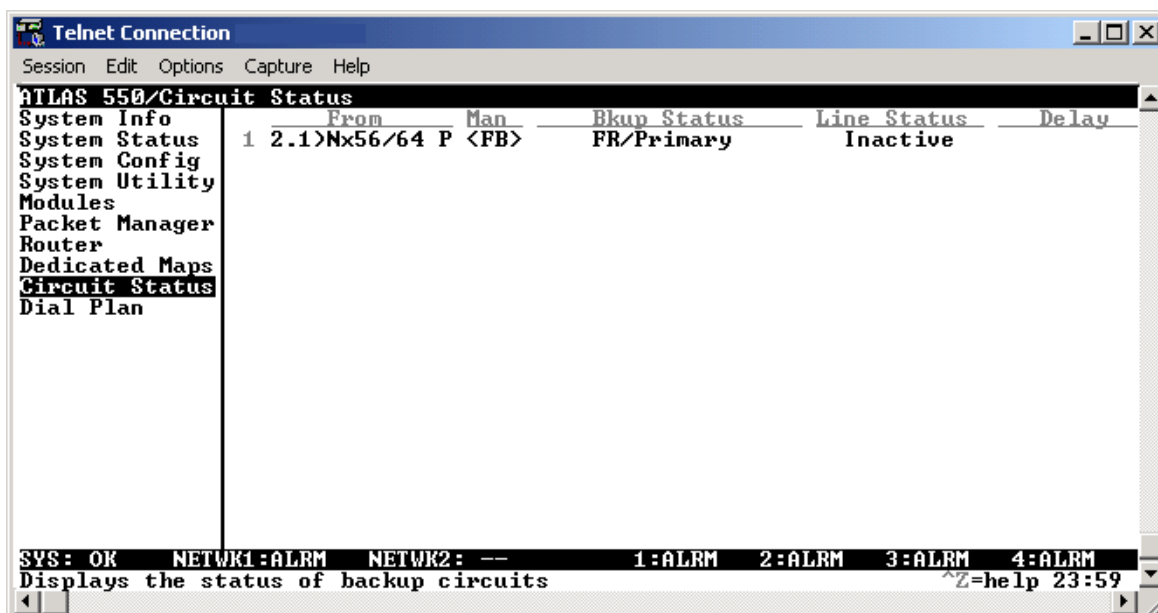 Telnet Connection
Session Edit Options Capture Help
ATLAS 550/Circuit Status
System Info From Man Bkup Status Line Status Delay
System Status 1 2.1)Nx56/64 P <FB> FR/Primary Inactive
System Config
System Utility
Modules
Packet Manager
Router
Dedicated Maps
Circuit Status
Dial Plan
SYS: OK NETWK1:ALRM NETWK2: -- 1:ALRM 2:ALRM 3:ALRM 4:ALRM
Displays the status of backup circuits ^Z=help 23:59